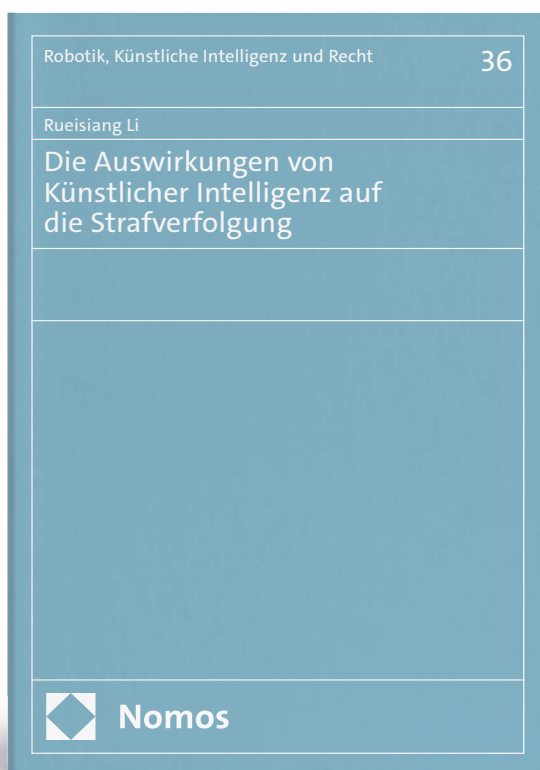 Robotik, Künstliche Intelligenz und Recht 36
Rueisiang Li
Die Auswirkungen von
Künstlicher Intelligenz auf
die Strafverfolgung
Nomos